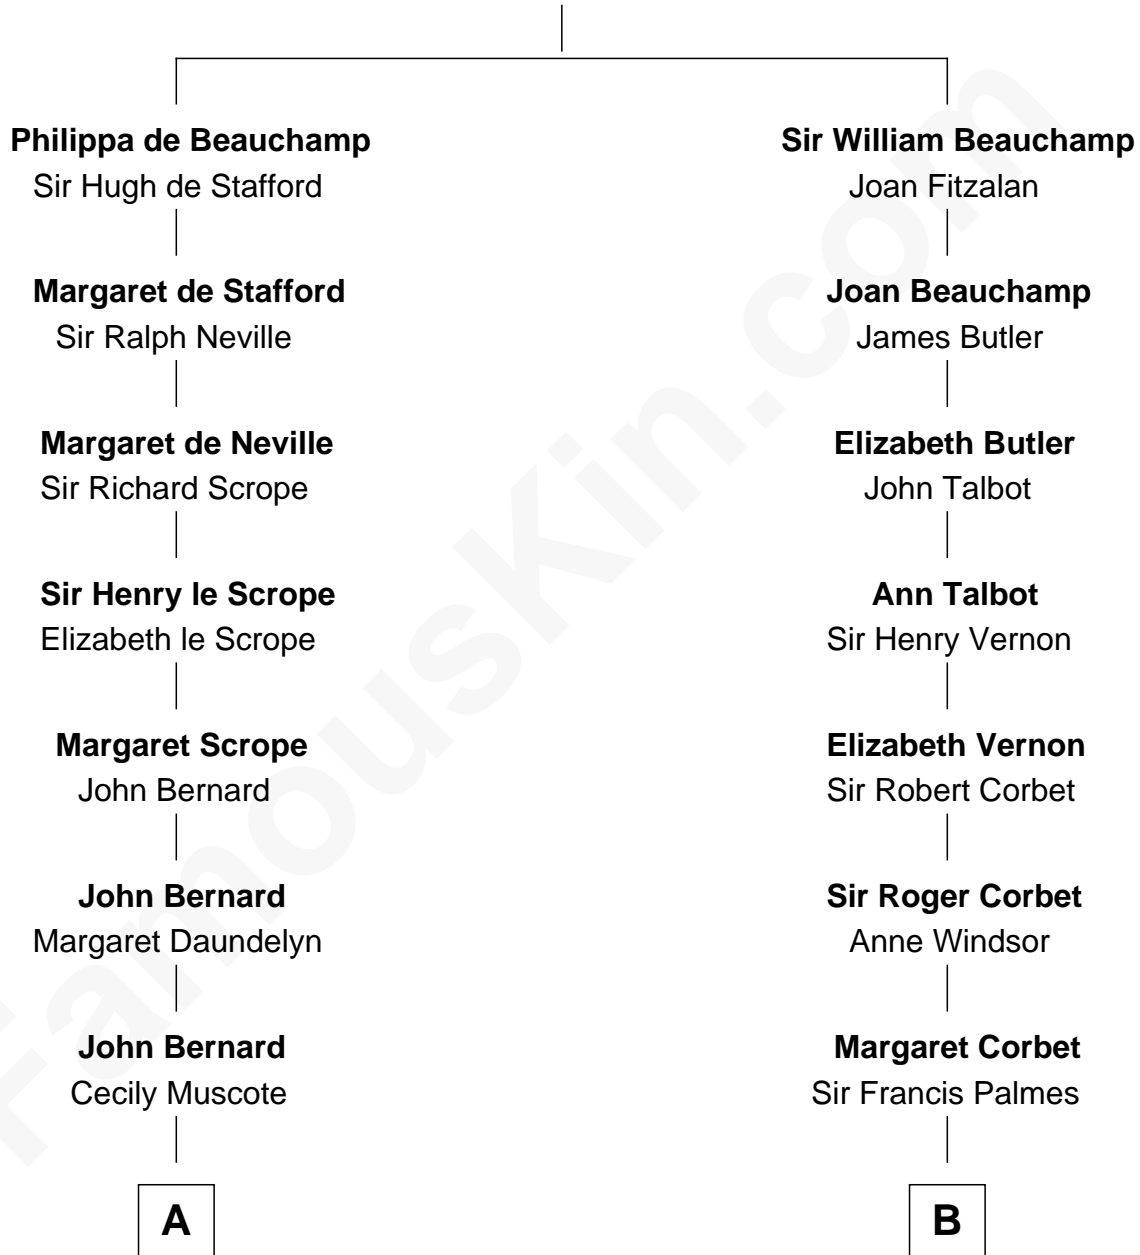 Philippa de Beauchamp
Sir Hugh de Stafford
Margaret de Stafford
Sir Ralph Neville
Margaret de Neville
Sir Richard Scrope
Sir Henry le Scrope
Elizabeth le Scrope
Margaret Scrope
John Bernard
John Bernard
Margaret Daundelyn
John Bernard
Cecily Muscote
A
Sir William Beauchamp
Joan Fitzalan
Joan Beauchamp
James Butler
Elizabeth Butler
John Talbot
Ann Talbot
Sir Henry Vernon
Elizabeth Vernon
Sir Robert Corbet
Sir Roger Corbet
Anne Windsor
Margaret Corbet
Sir Francis Palmes
B
FamousKin.com